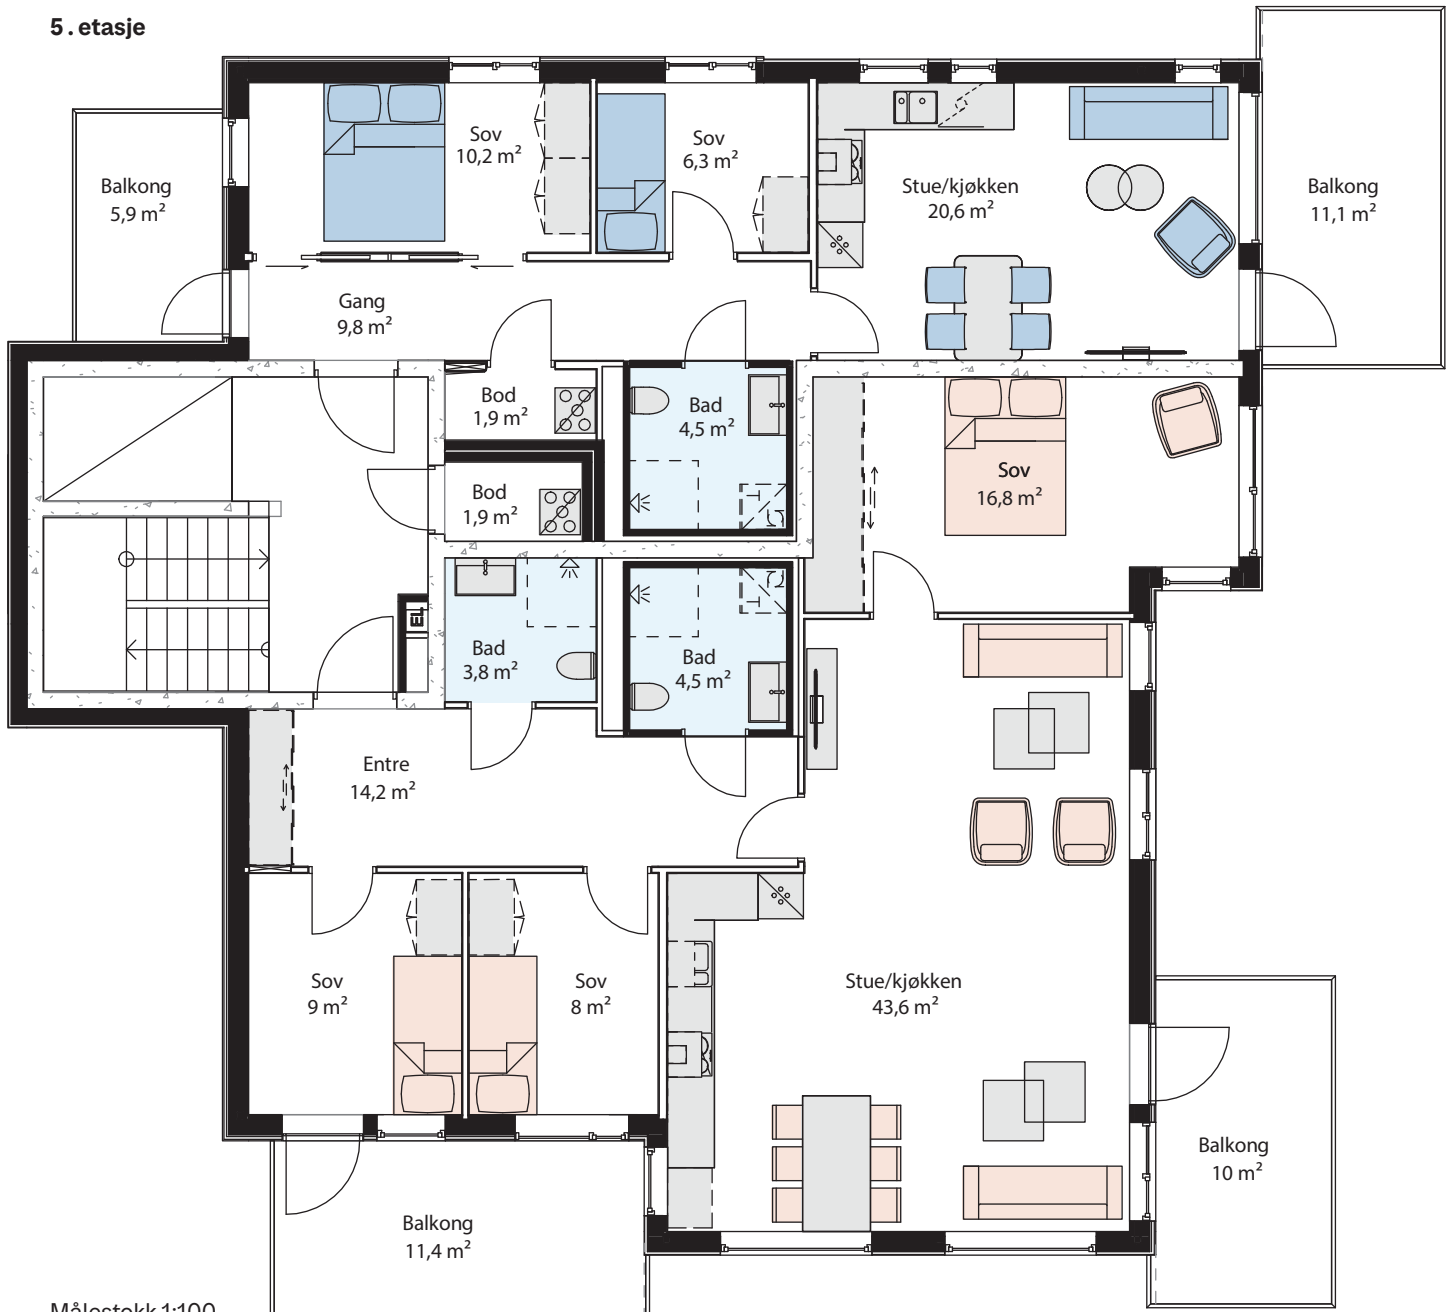 5. etasje
Sov
10,2 m²
Sov
6,3 m²
Stue/kjøkken
20,6 m²
Balkong
5,9 m²
Balkong
11,1 m²
Gang
9,8 m²
Bod
1,9 m²
Bad
4,5 m²
Sov
16,8 m²
Bod
1,9 m²
EL
Bad
3,8 m²
Bad
4,5 m²
Entre
14,2 m²
Sov
9 m²
Sov
8 m²
Stue/kjøkken
43,6 m²
Balkong
10 m²
Balkong
11,4 m²
Målestokk 1:100